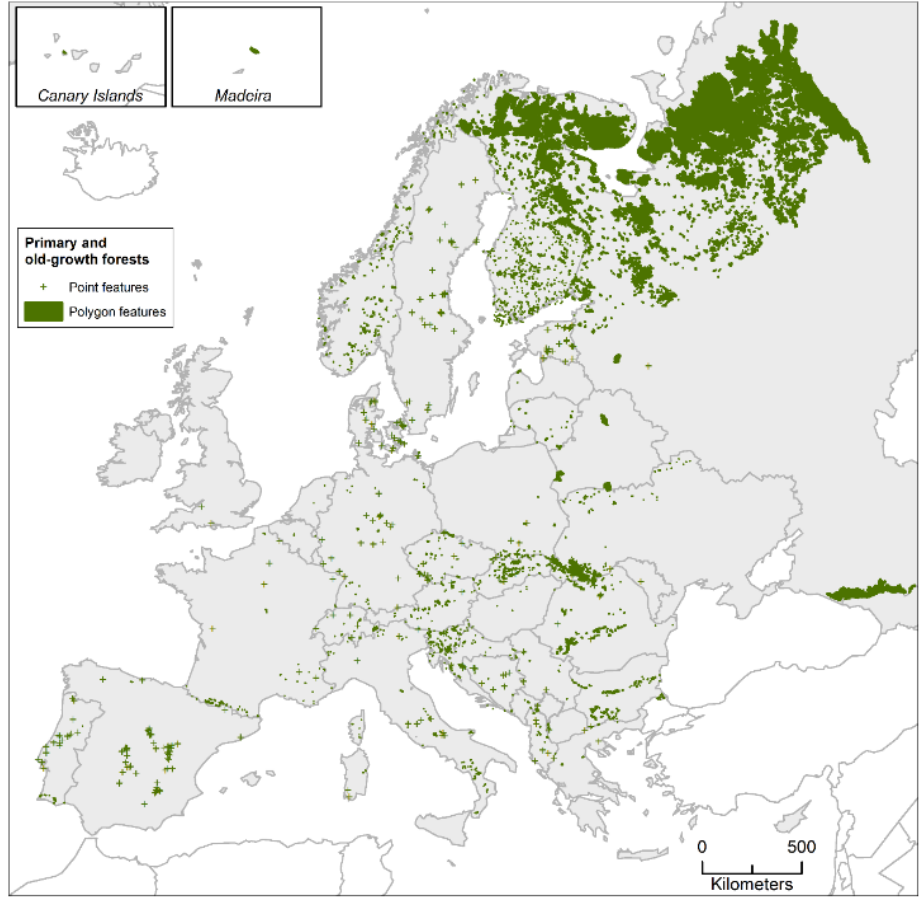 Canary Islands
Madeira
Primary and
old-growth forests
Point features
Polygon features
0 500
Kilometers